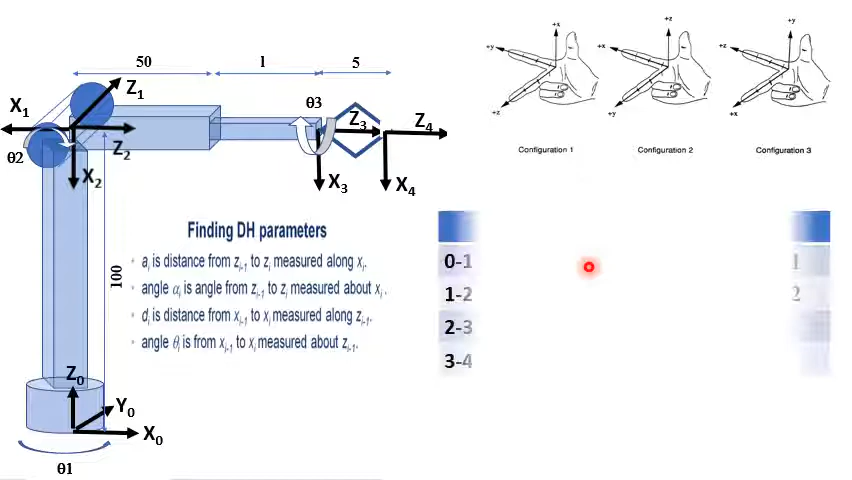 50
l
5
Z1
X1
θ3
Z3
Z4
θ2
Z2
X2
X3
X4
100
Z0
Y0
X0
θ1
Finding DH parameters
• ai is distance from zi-1 to zi measured along xi.
• angle αi is angle from zi-1 to zi measured about xi .
• di is distance from xi-1 to xi measured along zi-1.
• angle θi is from xi-1 to xi measured about zi-1.
+x
+y
+z
Configuration 1
+z
+x
+y
Configuration 2
+y
+z
+x
Configuration 3
0-1
1
1-2
2
2-3
3-4